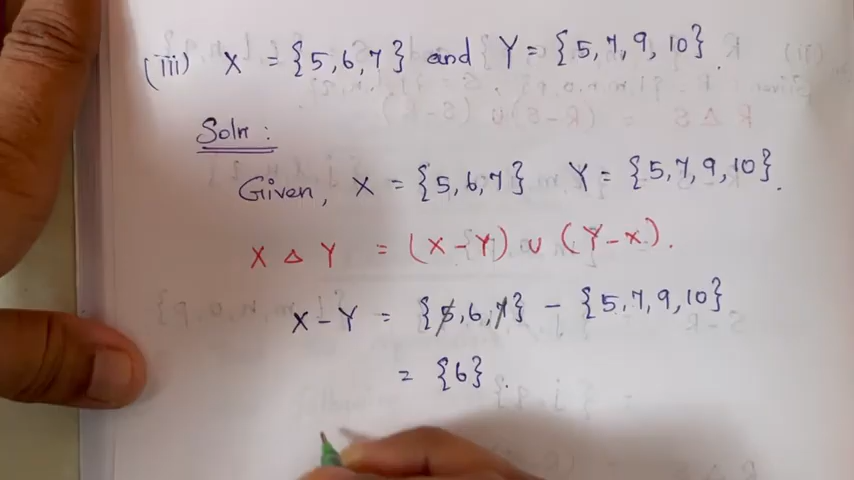 (iii) X = {5,6,7} and Y = {5,7,9,10}.
Soln :
Given, X = {5,6,7} Y = {5,7,9,10}.
X Δ Y = (X-Y) ∪ (Y-X).
X-Y = {5,6,7} - {5,7,9,10}
= {6}.